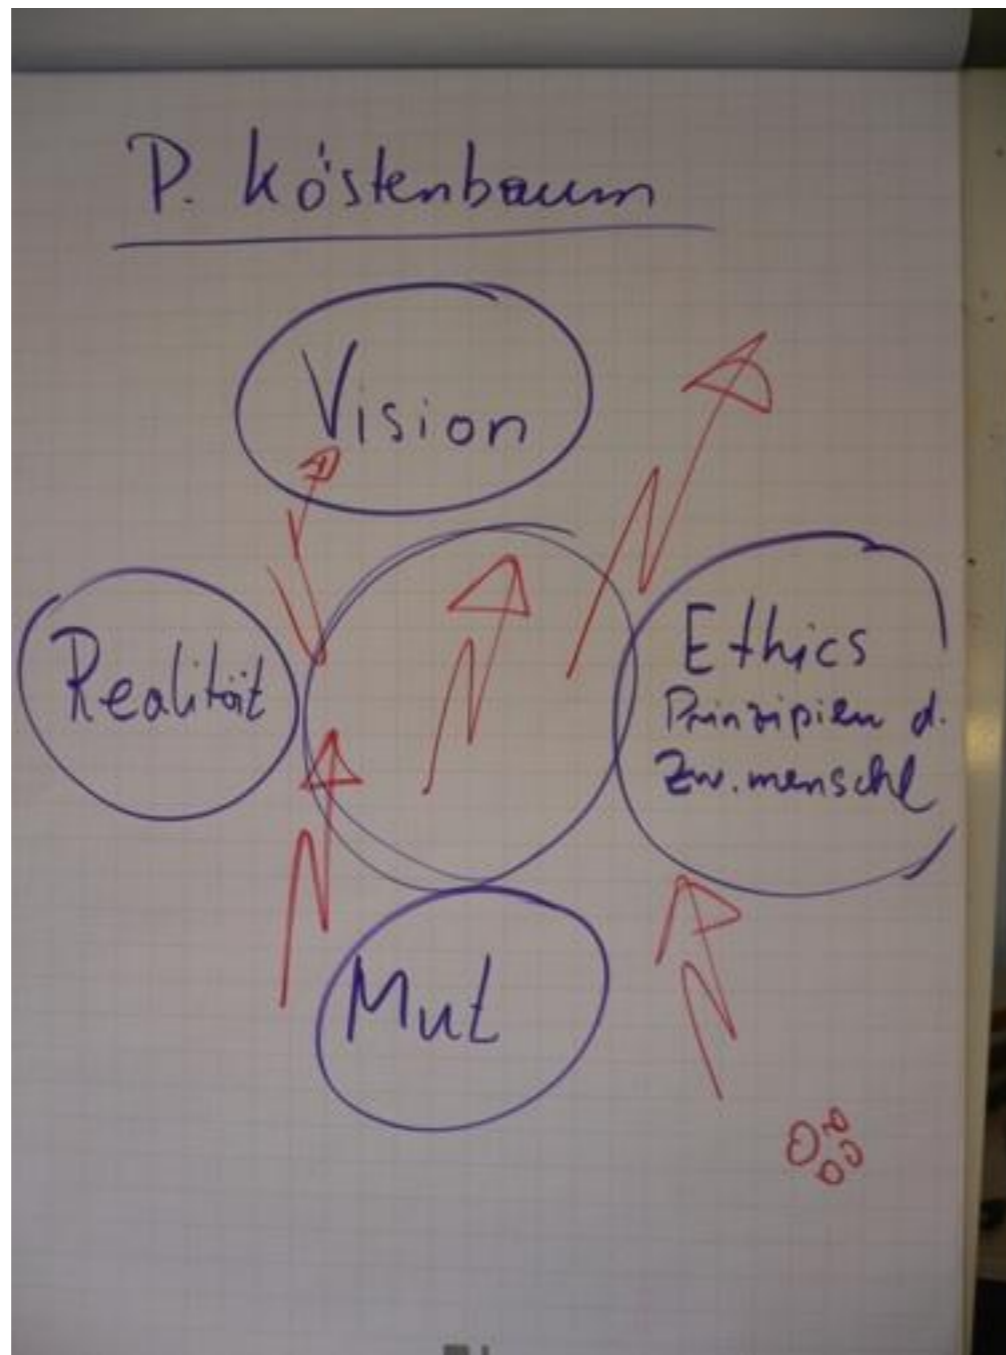 P. Köstenbaum
Vision
Realität
Ethics
Prinzipien d.
Zw.menschl
Mut